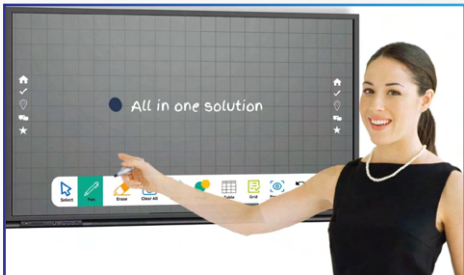 All in one solution
Select
Pen
Erase
Clear All
Table
Grid